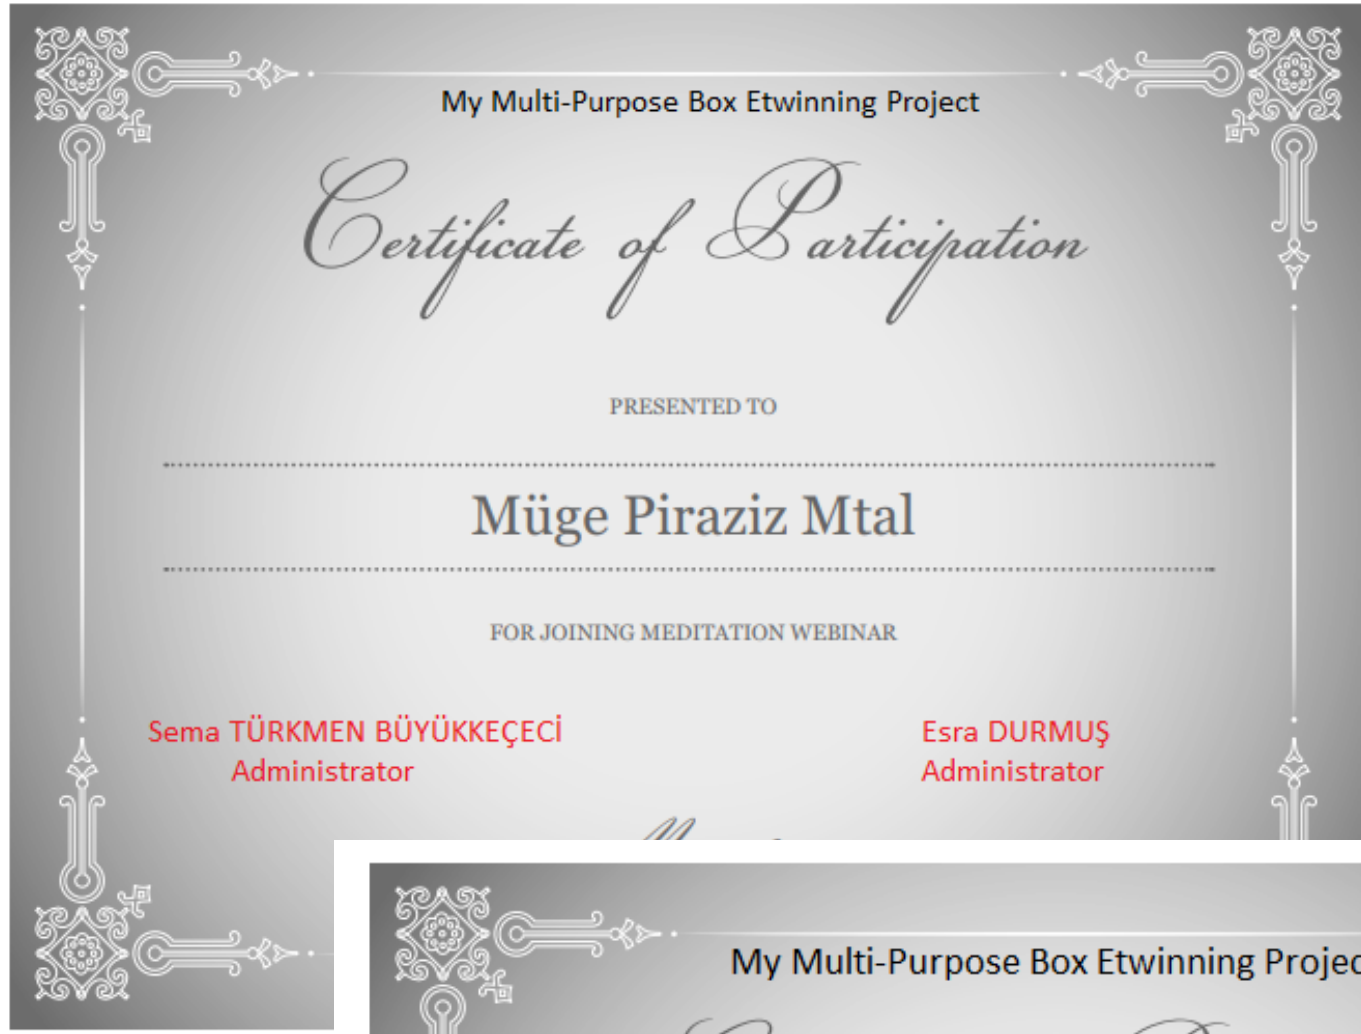 My Multi-Purpose Box Etwinning Project
Certificate of Participation
PRESENTED TO
Müge Piraziz Mtal
FOR JOINING MEDITATION WEBINAR
Sema TÜRKMEN BÜYÜKKEÇECİ
Administrator
Esra DURMUŞ
Administrator
My Multi-Purpose Box Etwinning Projec